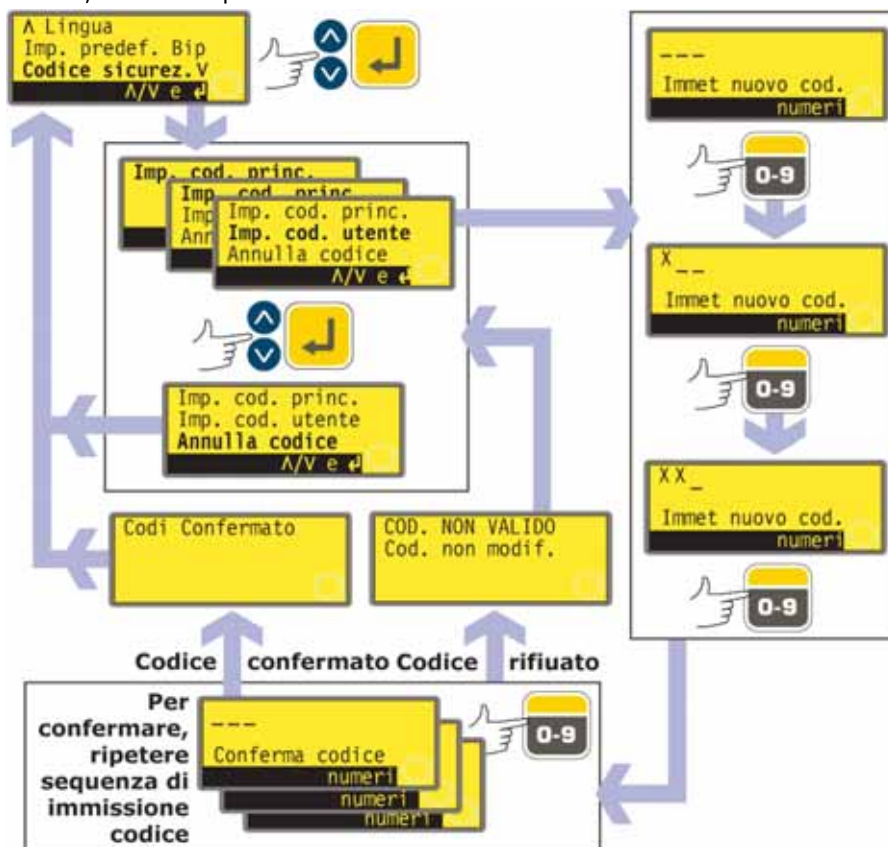 Λ Lingua
Imp. predef. Bip
Codice sicurez.V
Λ/V e ↵
Imp. cod. princ.
Imp. cod. princ.
Imp
Ann
Imp. cod. princ.
Imp. cod. utente
Annulla codice
Λ/V e ↵
Imp. cod. princ.
Imp. cod. utente
Annulla codice
Λ/V e ↵
Codi Confermato
COD. NON VALIDO
Cod. non modif.
Codice confermato
Codice rifiuato
Per
confermare,
ripetere
sequenza di
immissione
codice
---
Conferma codice
numeri
numeri
numeri
0-9
---
Immet nuovo cod.
numeri
0-9
X__
Immet nuovo cod.
numeri
0-9
XX_
Immet nuovo cod.
numeri
0-9